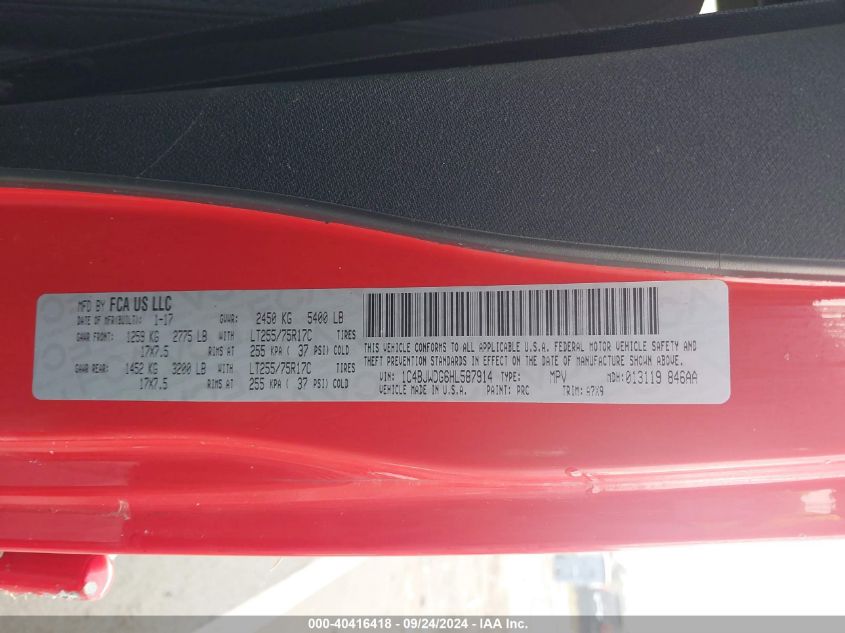 MFD BY FCA US LLC
DATE OF MFR(BUILT): 1-17 GVWR: 2450 KG 5400 LB
GAWR FRONT: 1259 KG 2775 LB WITH LT255/75R17C TIRES
17X7.5 RIMS AT 255 KPA ( 37 PSI) COLD
GAWR REAR: 1452 KG 3200 LB WITH LT255/75R17C TIRES
17X7.5 RIMS AT 255 KPA ( 37 PSI) COLD
THIS VEHICLE CONFORMS TO ALL APPLICABLE U.S.A. FEDERAL MOTOR VEHICLE SAFETY AND
THEFT PREVENTION STANDARDS IN EFFECT ON THE DATE OF MANUFACTURE SHOWN ABOVE.
VIN: 1C4BJWDG6HL587914 TYPE: MPV MDH: 013119 846AA
VEHICLE MADE IN U.S.A. PAINT: PRC TRIM: A7X9
000-40416418 - 09/24/2024 - IAA Inc.